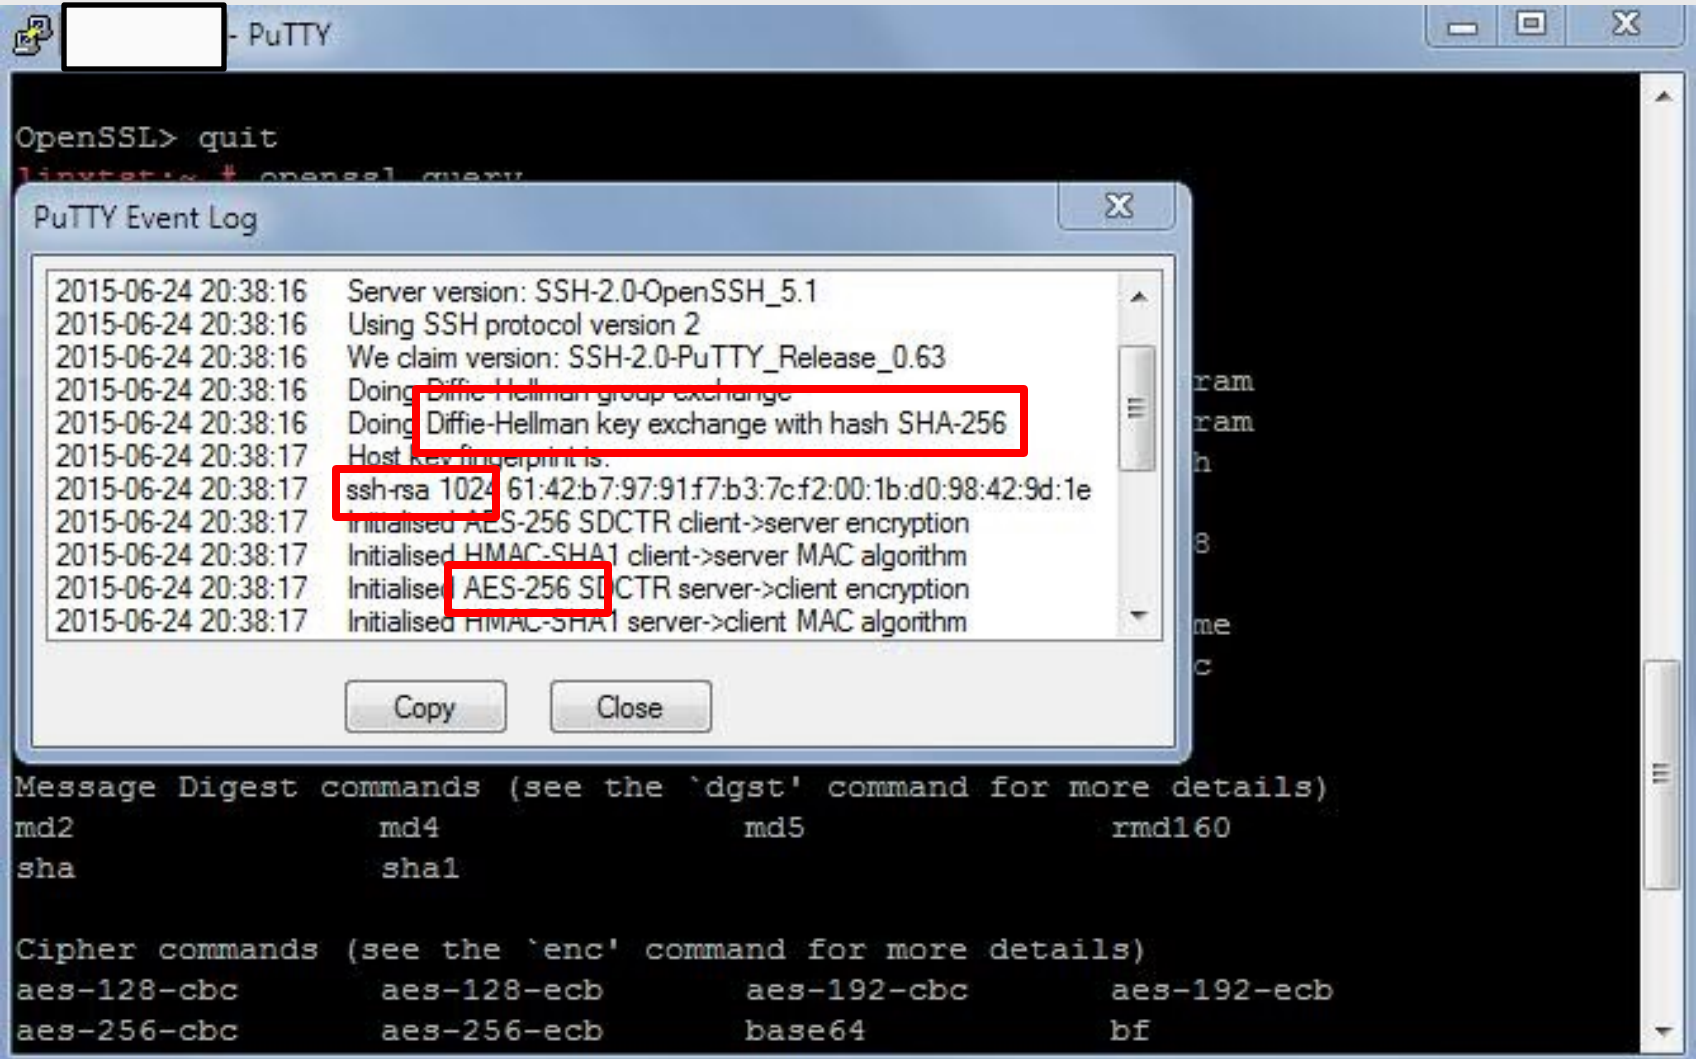 - PuTTY
OpenSSL> quit
linxtst:~ # openssl query
PuTTY Event Log
2015-06-24 20:38:16 Server version: SSH-2.0-OpenSSH_5.1
2015-06-24 20:38:16 Using SSH protocol version 2
2015-06-24 20:38:16 We claim version: SSH-2.0-PuTTY_Release_0.63
2015-06-24 20:38:16 Doing Diffie-Hellman group exchange
2015-06-24 20:38:16 Doing Diffie-Hellman key exchange with hash SHA-256
2015-06-24 20:38:17 Host key fingerprint is:
2015-06-24 20:38:17 ssh-rsa 1024 61:42:b7:97:91:f7:b3:7c:f2:00:1b:d0:98:42:9d:1e
2015-06-24 20:38:17 Initialised AES-256 SDCTR client->server encryption
2015-06-24 20:38:17 Initialised HMAC-SHA1 client->server MAC algorithm
2015-06-24 20:38:17 Initialised AES-256 SDCTR server->client encryption
2015-06-24 20:38:17 Initialised HMAC-SHA1 server->client MAC algorithm
ram
ram
h
8
me
c
Copy Close
Message Digest commands (see the `dgst' command for more details)
md2 md4 md5 rmd160
sha sha1
Cipher commands (see the `enc' command for more details)
aes-128-cbc aes-128-ecb aes-192-cbc aes-192-ecb
aes-256-cbc aes-256-ecb base64 bf